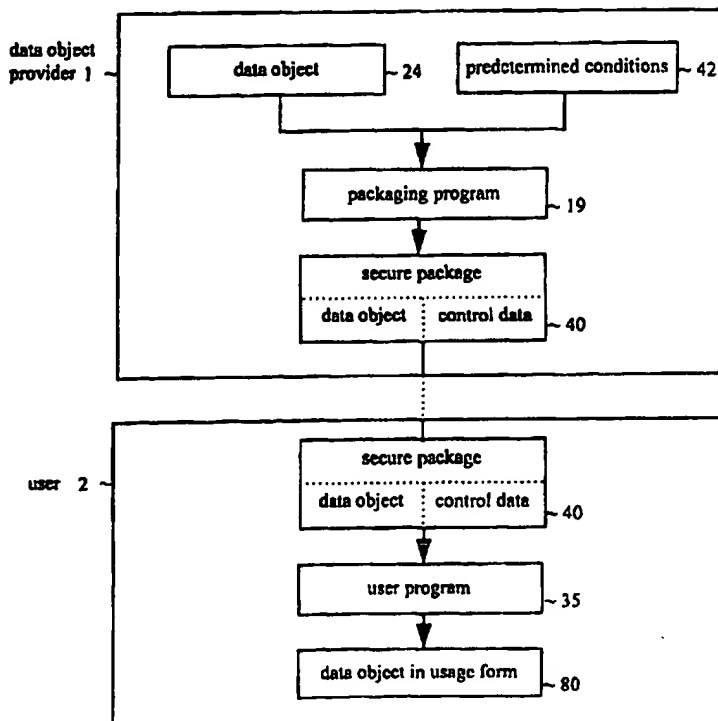 data object
provider 1
data object
24
predetermined conditions
42
packaging program
19
secure package
data object
control data
40
user 2
secure package
data object
control data
40
user program
35
data object in usage form
80